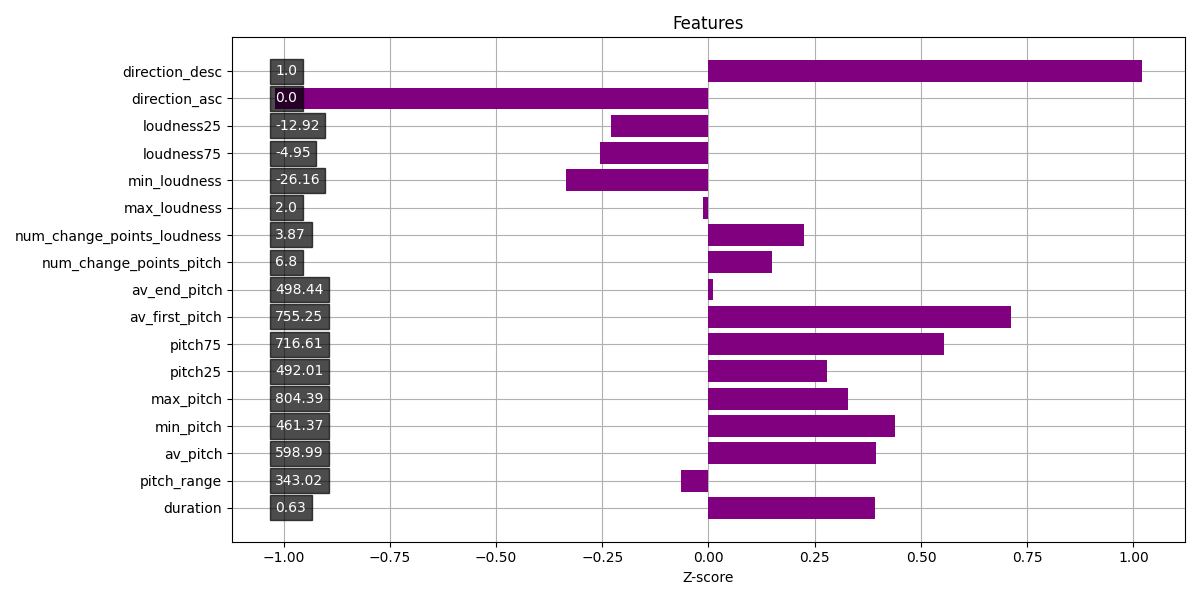 Features
direction_desc 1.0
direction_asc 0.0
loudness25 -12.92
loudness75 -4.95
min_loudness -26.16
max_loudness 2.0
num_change_points_loudness 3.87
num_change_points_pitch 6.8
av_end_pitch 498.44
av_first_pitch 755.25
pitch75 716.61
pitch25 492.01
max_pitch 804.39
min_pitch 461.37
av_pitch 598.99
pitch_range 343.02
duration 0.63
−1.00 −0.75 −0.50 −0.25 0.00 0.25 0.50 0.75 1.00
Z-score